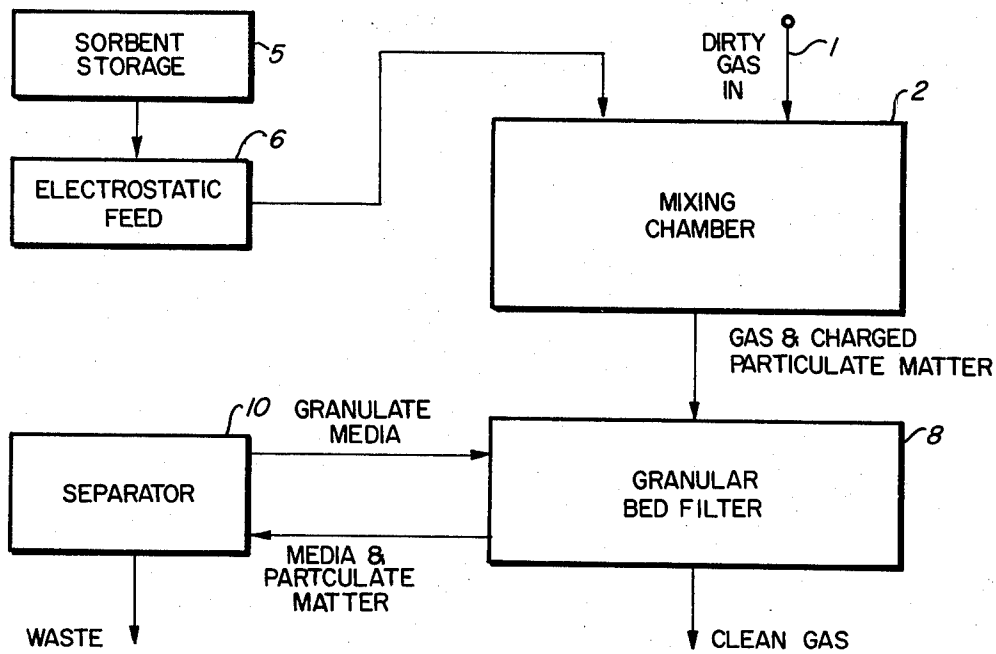 SORBENT
STORAGE
5
DIRTY
GAS
IN
1
2
6
ELECTROSTATIC
FEED
MIXING
CHAMBER
GAS & CHARGED
PARTICULATE MATTER
10
GRANULATE
MEDIA
8
SEPARATOR
GRANULAR
BED FILTER
MEDIA &
PARTCULATE
MATTER
WASTE
CLEAN GAS